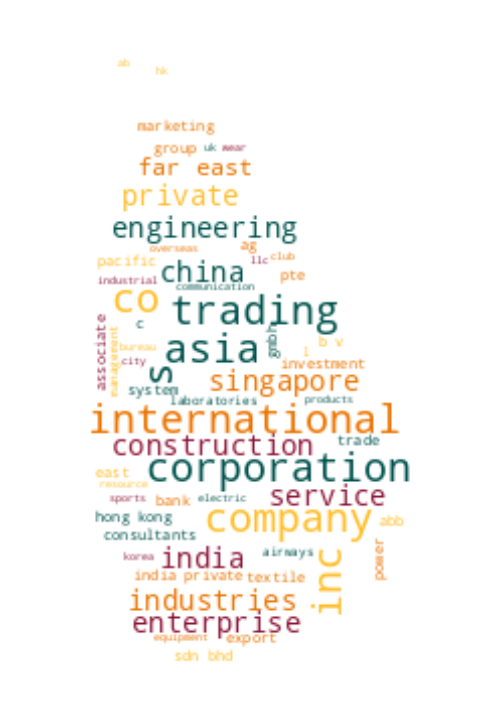 ab
hk
marketing
group uk wear
far east
private
engineering
overseas ag
pacific china llc club
industrial communication pte
co trading
c
associate management bureau asia gmbh b v
city s l investment
system singapore
laboratories products
international
construction trade
corporation
east
resource
sports bank electric service
hong kong company abb
consultants
korea india airways inc power
india private textile
industries
enterprise
equipment export
sdn bhd